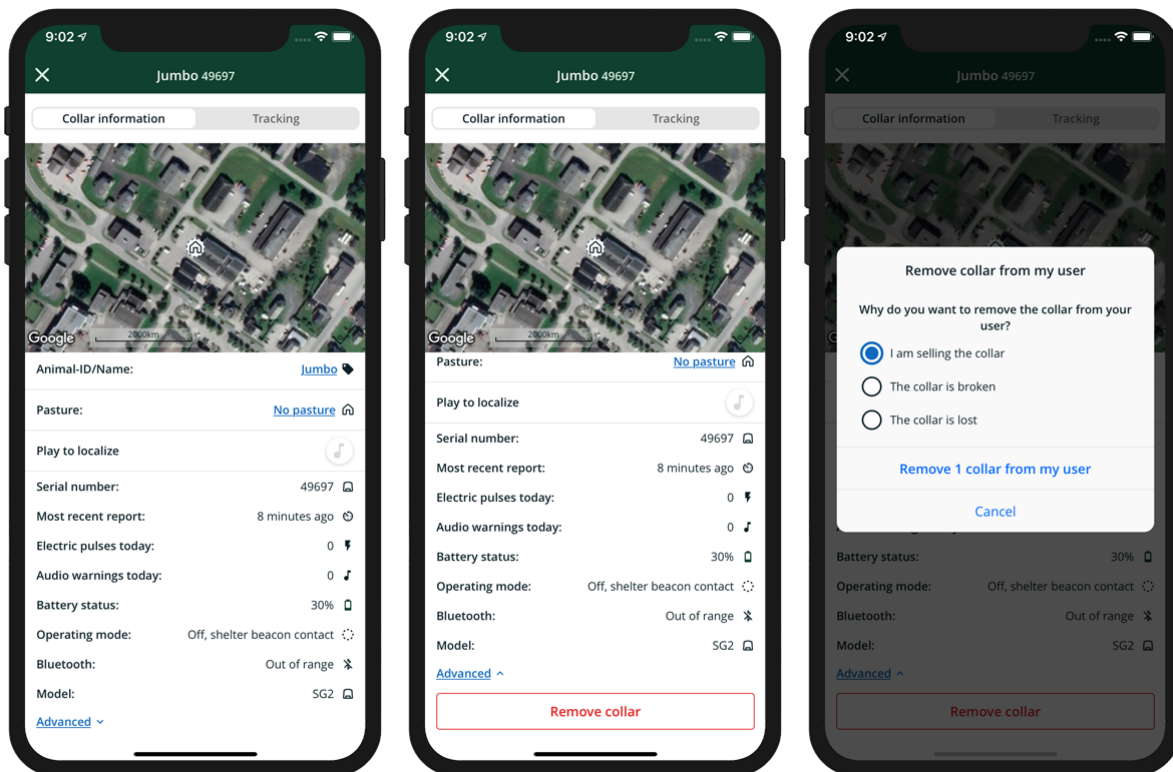 9:02
Jumbo 49697
Collar information Tracking
Google 2000km
Animal-ID/Name: Jumbo
Pasture: No pasture
Play to localize
Serial number: 49697
Most recent report: 8 minutes ago
Electric pulses today: 0
Audio warnings today: 0
Battery status: 30%
Operating mode: Off, shelter beacon contact
Bluetooth: Out of range
Model: SG2
Advanced
9:02
Jumbo 49697
Collar information Tracking
Google 2000km
Pasture: No pasture
Play to localize
Serial number: 49697
Most recent report: 8 minutes ago
Electric pulses today: 0
Audio warnings today: 0
Battery status: 30%
Operating mode: Off, shelter beacon contact
Bluetooth: Out of range
Model: SG2
Advanced
Remove collar
9:02
Jumbo 49697
Collar information Tracking
Remove collar from my user
Why do you want to remove the collar from your
user?
I am selling the collar
The collar is broken
The collar is lost
Remove 1 collar from my user
Cancel
Battery status: 30%
Operating mode: Off, shelter beacon contact
Bluetooth: Out of range
Model: SG2
Advanced
Remove collar